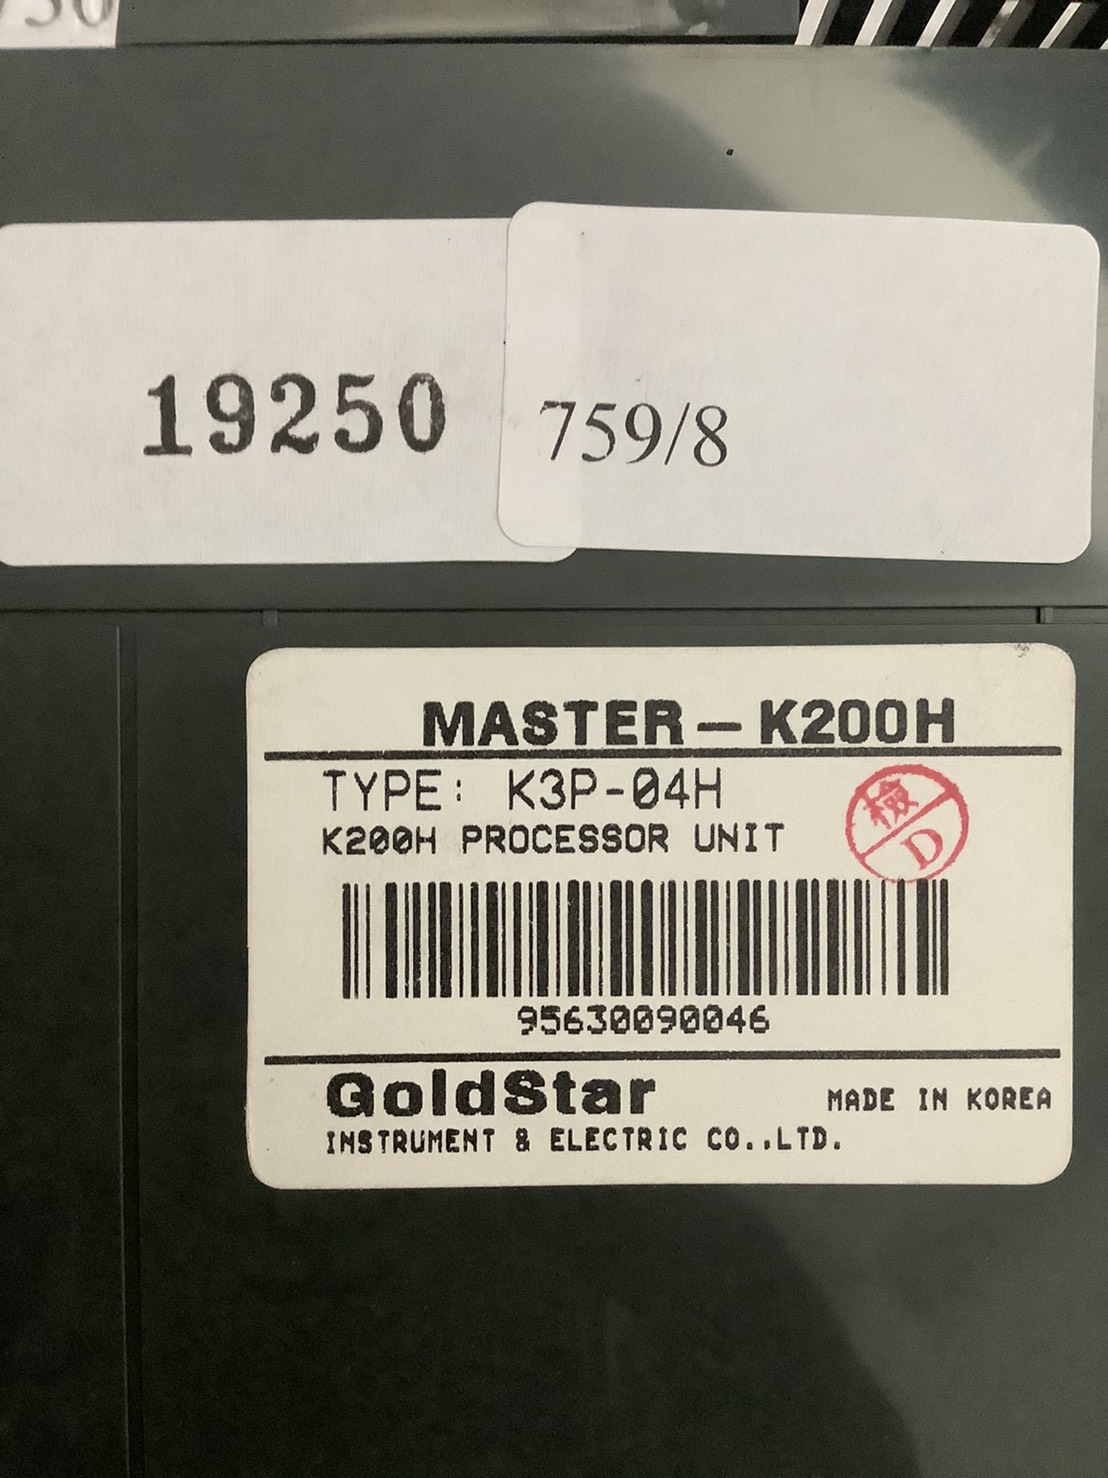 19250
759/8
MASTER-K200H
TYPE: K3P-04H
K200H PROCESSOR UNIT
檢
D
95630090046
GoldStar
MADE IN KOREA
INSTRUMENT & ELECTRIC CO.,LTD.